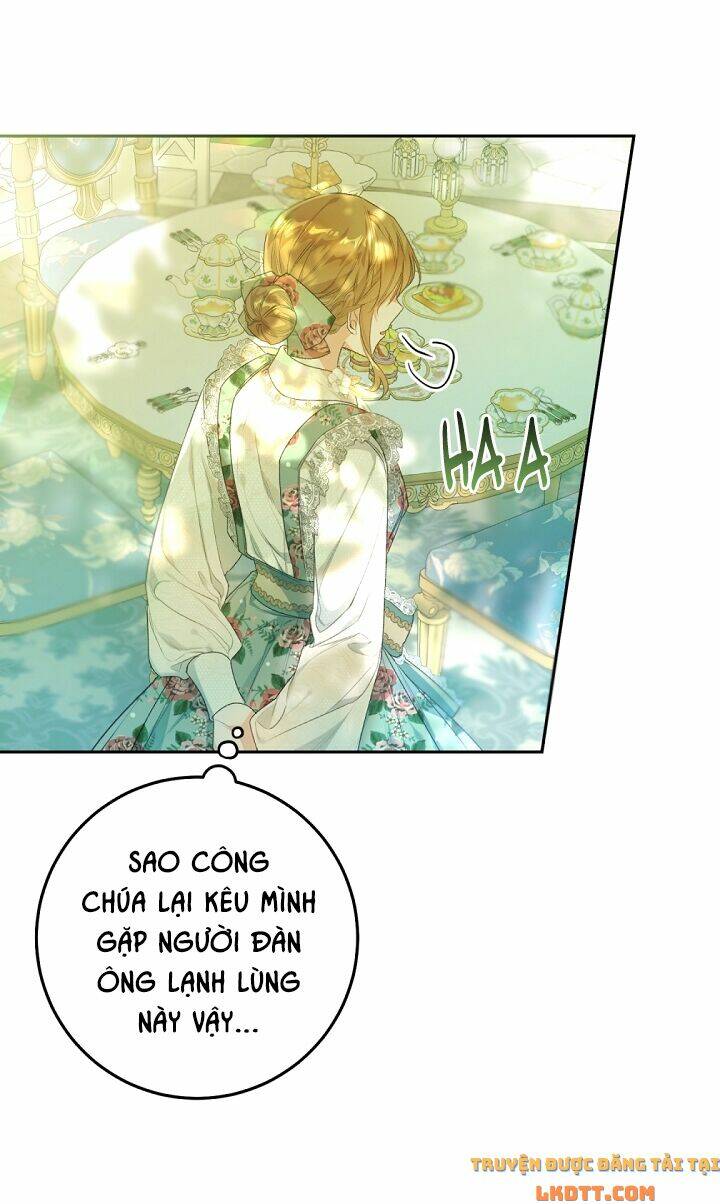 HA A
SAO CÔNG
CHÚA LẠI KÊU MÌNH
GẶP NGƯỜI ĐÀN
ÔNG LẠNH LÙNG
NÀY VẬY...
TRUYỆN ĐƯỢC ĐĂNG TẢI TẠI
LKDTT.COM